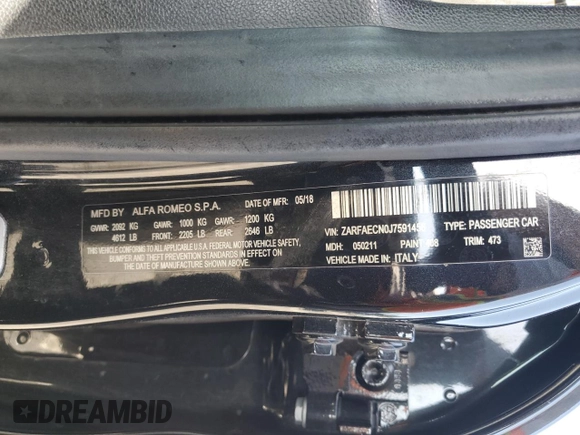 MFD BY ALFA ROMEO S.P.A. DATE OF MFR: 05/18
GVWR: 2092 KG GAWR: 1000 KG GAWR: 1200 KG
4612 LB FRONT: 2205 LB REAR: 2646 LB
THIS VEHICLE CONFORMS TO ALL APPLICABLE U.S.A. FEDERAL MOTOR VEHICLE SAFETY,
BUMPER AND THEFT PREVENTION STANDARDS IN EFFECT
ON THE DATE OF MANUFACTURE SHOWN ABOVE.
VIN: TYPE: PASSENGER CAR
MDH: 050211 PAINT: TRIM: 473
VEHICLE MADE IN: ITALY
DREAMBID